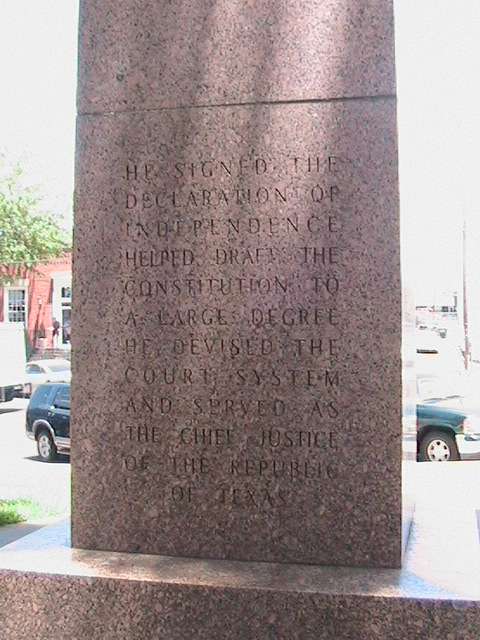 HE SIGNED THE
DECLARATION OF
INDEPENDENCE
HELPED DRAFT THE
CONSTITUTION TO
A LARGE DEGREE
HE DEVISED THE
COURT SYSTEM
AND SERVED AS
THE CHIEF JUSTICE
OF THE REPUBLIC
OF TEXAS